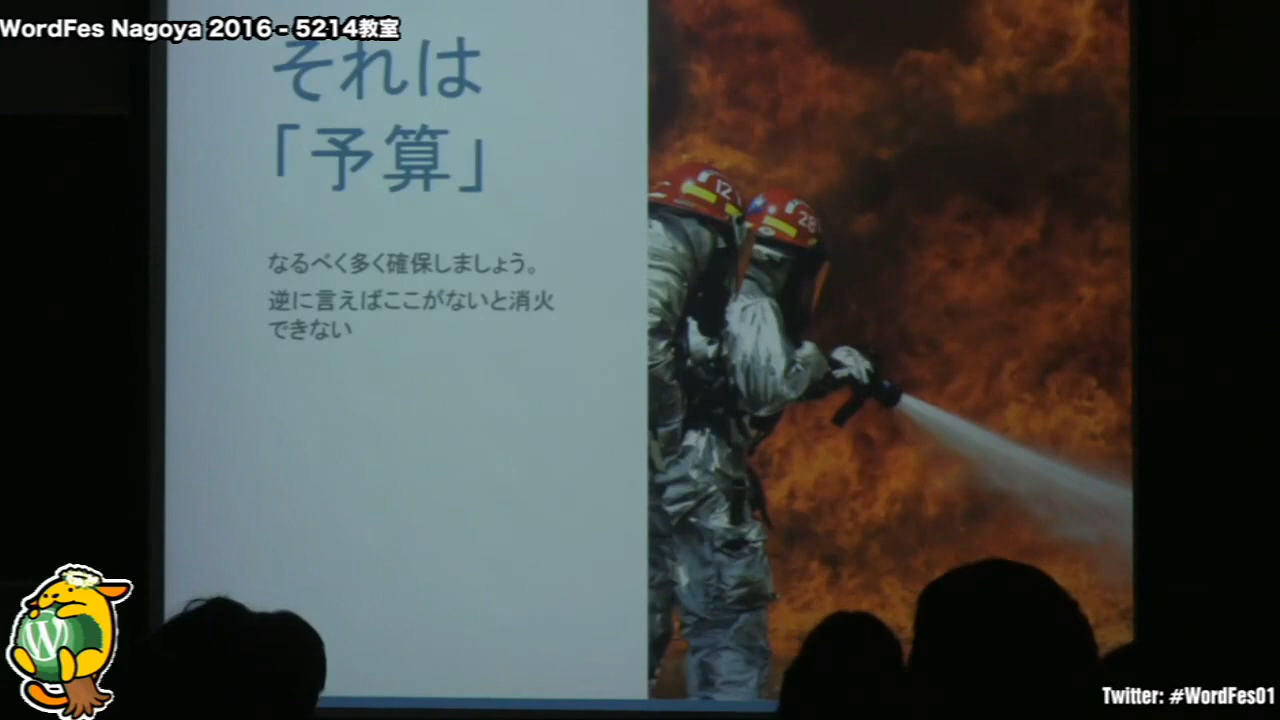 WordFes Nagoya 2016 - 5214教室
それは
「予算」
なるべく多く確保しましょう。
逆に言えばここがないと消火
できない
12
28
W
Twitter: #WordFes01